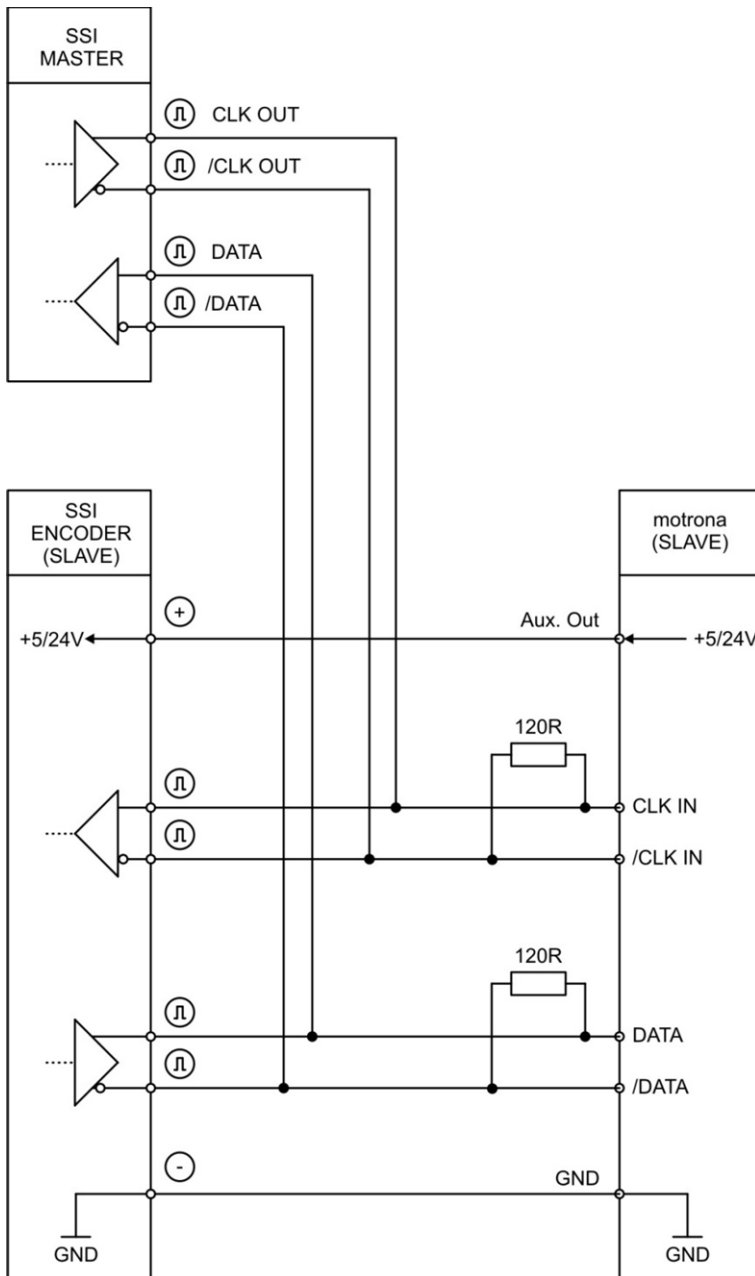 SSI
MASTER
CLK OUT
/CLK OUT
DATA
/DATA
SSI
ENCODER
(SLAVE)
motrona
(SLAVE)
+
Aux. Out
+5/24V
+5/24V
120R
CLK IN
/CLK IN
120R
DATA
/DATA
-
GND
GND
GND